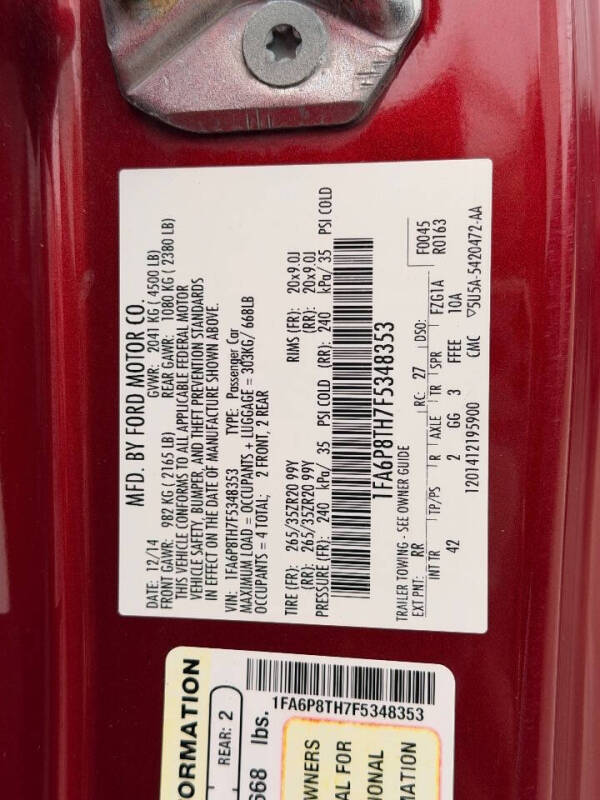 MFD. BY FORD MOTOR CO.
DATE: 12/14 GVWR: 2041 KG ( 4500 LB)
FRONT GAWR: 982 KG ( 2165 LB) REAR GAWR: 1080 KG ( 2380 LB)
THIS VEHICLE CONFORMS TO ALL APPLICABLE FEDERAL MOTOR
VEHICLE SAFETY, BUMPER, AND THEFT PREVENTION STANDARDS
IN EFFECT ON THE DATE OF MANUFACTURE SHOWN ABOVE.
VIN: 1FA6P8TH7F5348353 TYPE: Passenger Car
MAXIMUM LOAD = OCCUPANTS + LUGGAGE = 303KG/ 668LB
OCCUPANTS = 4 TOTAL; 2 FRONT, 2 REAR
TIRE (FR): 265/35ZR20 99Y RIMS (FR): 20x9.0J
(RR): 265/35ZR20 99Y (RR): 20x9.0J
PRESSURE (FR): 240 kPa/ 35 PSI COLD (RR): 240 kPa/ 35 PSI COLD
1FA6P8TH7F5348353
TRAILER TOWING - SEE OWNER GUIDE
F0045
EXT PNT: RR RC: 27 DSO: R0163
INT TR TP/PS R AXLE TR SPR FZG1A
42 2 GG 3 FFEE 10A
1201412195900 CMC ▽5U5A-5420472-AA
ORMATION
REAR: 2
668 lbs.
1FA6P8TH7F5348353
WNERS
AL FOR
IONAL
MATION